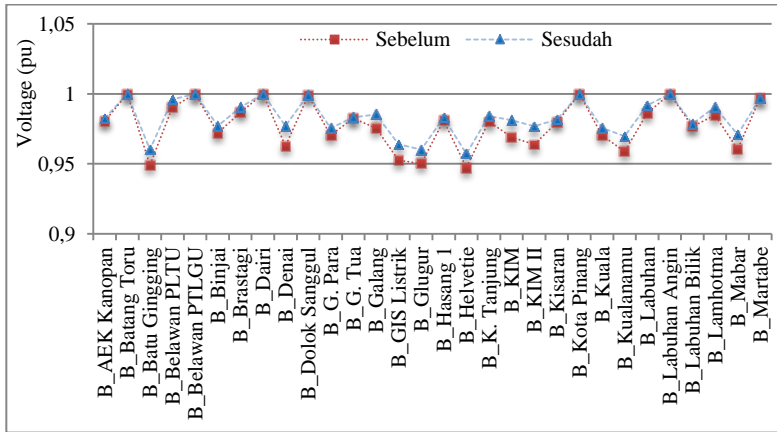 1,05
1
0,95
0,9
Voltage (pu)
Sebelum
Sesudah
B_AEK Kanopan
B_Batang Toru
B_Batu Gingging
B_Belawan PLTU
B_Belawan PTLGU
B_Binjai
B_Brastagi
B_Dairi
B_Denai
B_Dolok Sanggul
B_G. Para
B_G. Tua
B_Galang
B_GIS Listrik
B_Glugur
B_Hasang 1
B_Helvetie
B_K. Tanjung
B_KIM
B_KIM II
B_Kisaran
B_Kota Pinang
B_Kuala
B_Kualanamu
B_Labuhan
B_Labuhan Angin
B_Labuhan Bilik
B_Lamhotma
B_Mabar
B_Martabe